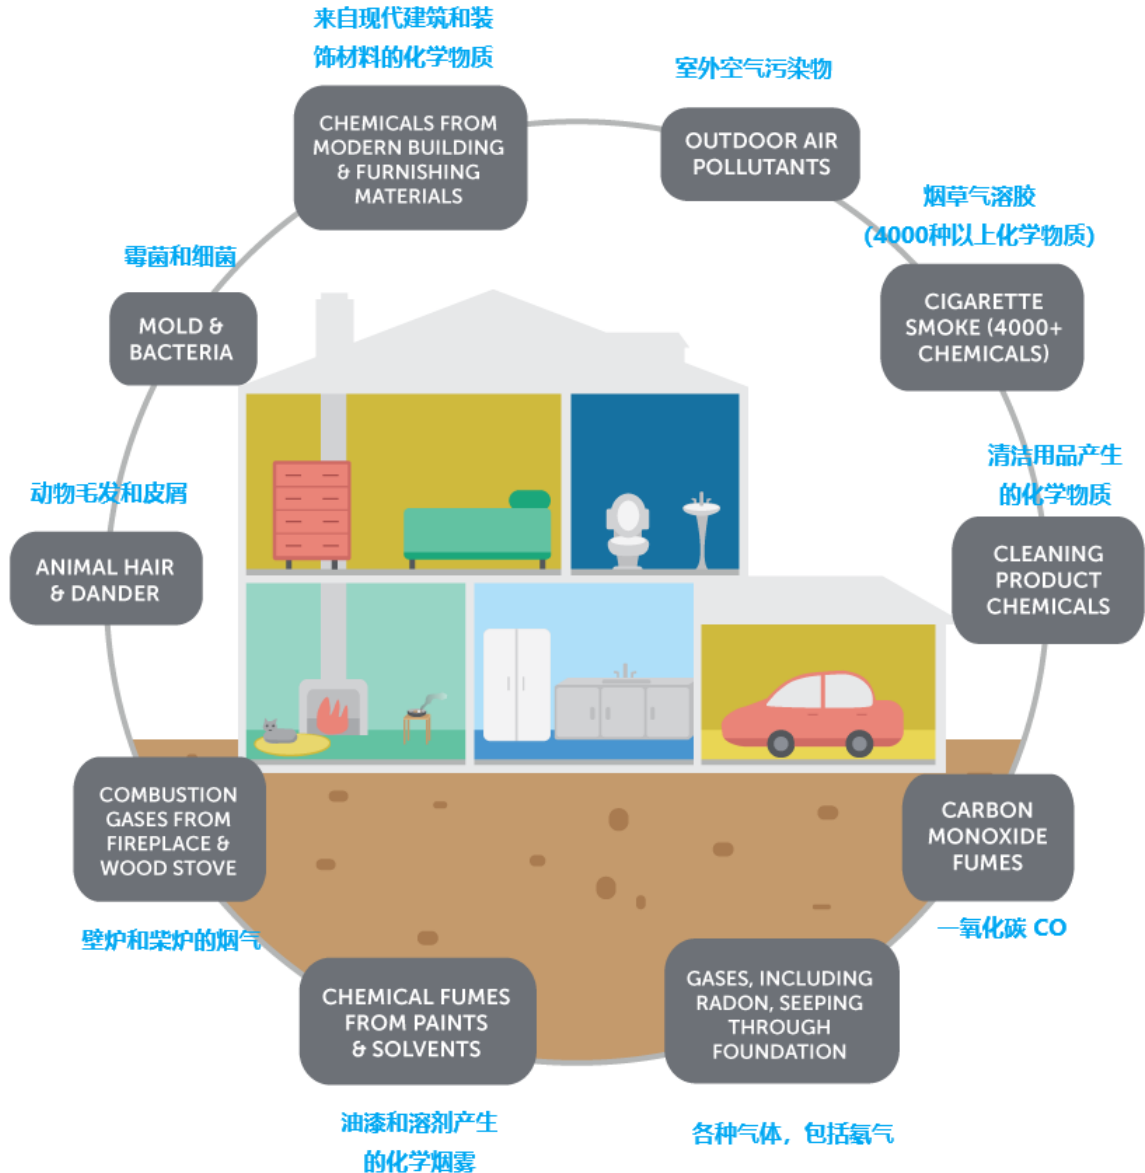 来自现代建筑和装
饰材料的化学物质
CHEMICALS FROM
MODERN BUILDING
& FURNISHING
MATERIALS
室外空气污染物
OUTDOOR AIR
POLLUTANTS
烟草气溶胶
(4000种以上化学物质)
CIGARETTE
SMOKE (4000+
CHEMICALS)
霉菌和细菌
MOLD &
BACTERIA
清洁用品产生
的化学物质
CLEANING
PRODUCT
CHEMICALS
动物毛发和皮屑
ANIMAL HAIR
& DANDER
COMBUSTION
GASES FROM
FIREPLACE &
WOOD STOVE
壁炉和柴炉的烟气
CARBON
MONOXIDE
FUMES
一氧化碳 CO
CHEMICAL FUMES
FROM PAINTS
& SOLVENTS
油漆和溶剂产生
的化学烟雾
GASES, INCLUDING
RADON, SEEPING
THROUGH
FOUNDATION
各种气体，包括氡气